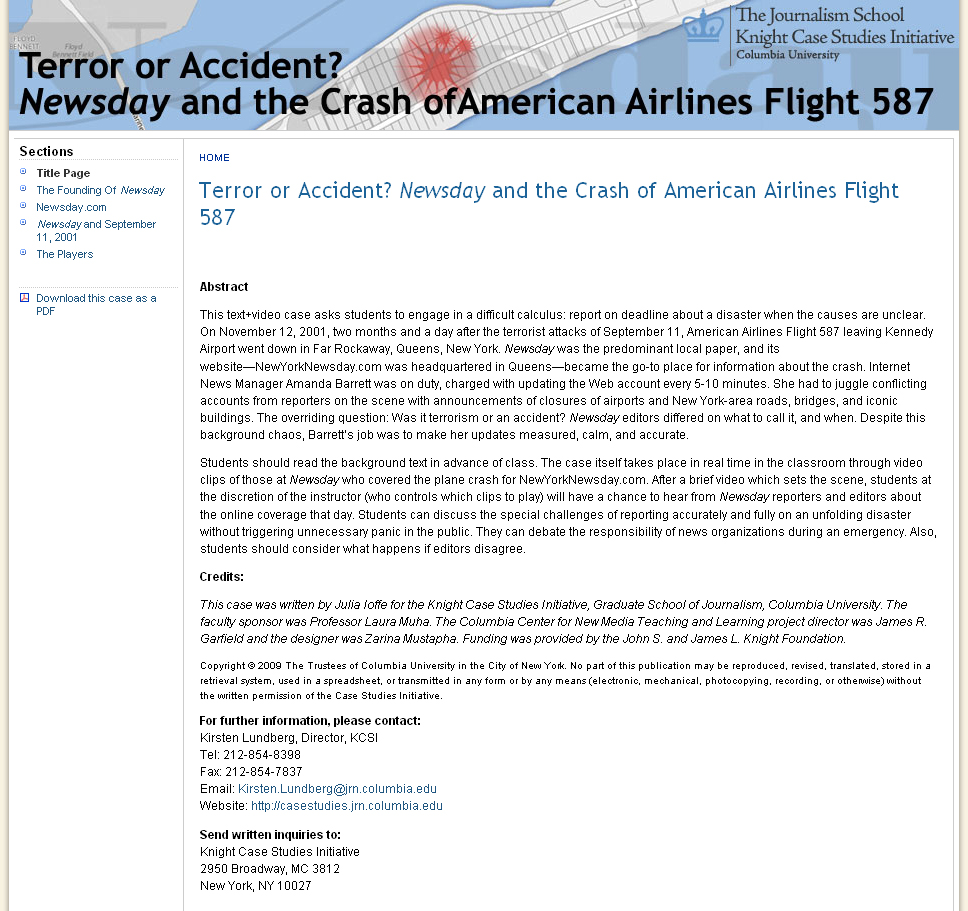 FLOYD
BENNETT
Floyd
Bennett Field
The Journalism School
Knight Case Studies Initiative
Columbia University
Terror or Accident?
Newsday and the Crash of American Airlines Flight 587
Sections
Title Page
The Founding Of Newsday
Newsday.com
Newsday and September
11, 2001
The Players
Download this case as a
PDF
HOME
Terror or Accident? Newsday and the Crash of American Airlines Flight
587
Abstract
This text+video case asks students to engage in a difficult calculus: report on deadline about a disaster when the causes are unclear.
On November 12, 2001, two months and a day after the terrorist attacks of September 11, American Airlines Flight 587 leaving Kennedy
Airport went down in Far Rockaway, Queens, New York. Newsday was the predominant local paper, and its
website—NewYorkNewsday.com was headquartered in Queens—became the go-to place for information about the crash. Internet
News Manager Amanda Barrett was on duty, charged with updating the Web account every 5-10 minutes. She had to juggle conflicting
accounts from reporters on the scene with announcements of closures of airports and New York-area roads, bridges, and iconic
buildings. The overriding question: Was it terrorism or an accident? Newsday editors differed on what to call it, and when. Despite this
background chaos, Barrett's job was to make her updates measured, calm, and accurate.
Students should read the background text in advance of class. The case itself takes place in real time in the classroom through video
clips of those at Newsday who covered the plane crash for NewYorkNewsday.com. After a brief video which sets the scene, students at
the discretion of the instructor (who controls which clips to play) will have a chance to hear from Newsday reporters and editors about
the online coverage that day. Students can discuss the special challenges of reporting accurately and fully on an unfolding disaster
without triggering unnecessary panic in the public. They can debate the responsibility of news organizations during an emergency. Also,
students should consider what happens if editors disagree.
Credits:
This case was written by Julia Ioffe for the Knight Case Studies Initiative, Graduate School of Journalism, Columbia University. The
faculty sponsor was Professor Laura Muha. The Columbia Center for New Media Teaching and Learning project director was James R.
Garfield and the designer was Zarina Mustapha. Funding was provided by the John S. and James L. Knight Foundation.
Copyright © 2009 The Trustees of Columbia University in the City of New York. No part of this publication may be reproduced, revised, translated, stored in a
retrieval system, used in a spreadsheet, or transmitted in any form or by any means (electronic, mechanical, photocopying, recording, or otherwise) without
the written permission of the Case Studies Initiative.
For further information, please contact:
Kirsten Lundberg, Director, KCSI
Tel: 212-854-8398
Fax: 212-854-7837
Email: Kirsten.Lundberg@jrn.columbia.edu
Website: http://casestudies.jrn.columbia.edu
Send written inquiries to:
Knight Case Studies Initiative
2950 Broadway, MC 3812
New York, NY 10027